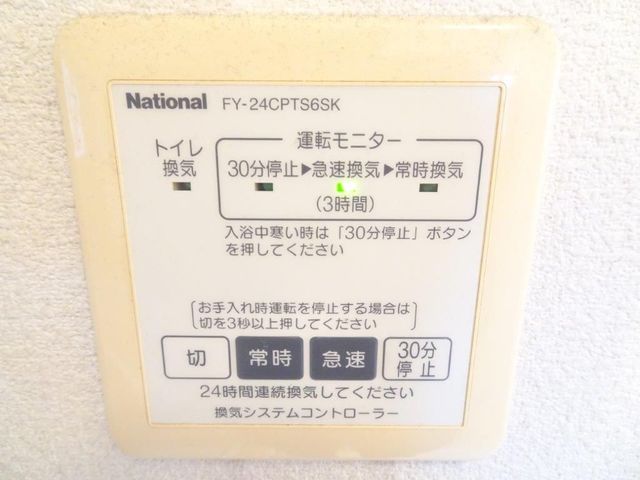 National FY-24CPTS6SK
トイレ
換気
運転モニター
30分停止▶急速換気▶常時換気
(3時間)
入浴中寒い時は「30分停止」ボタン
を押してください
お手入れ時運転を停止する場合は
切を3秒以上押してください
切
常時
急速
30分
停止
24時間連続換気してください
換気システムコントローラー